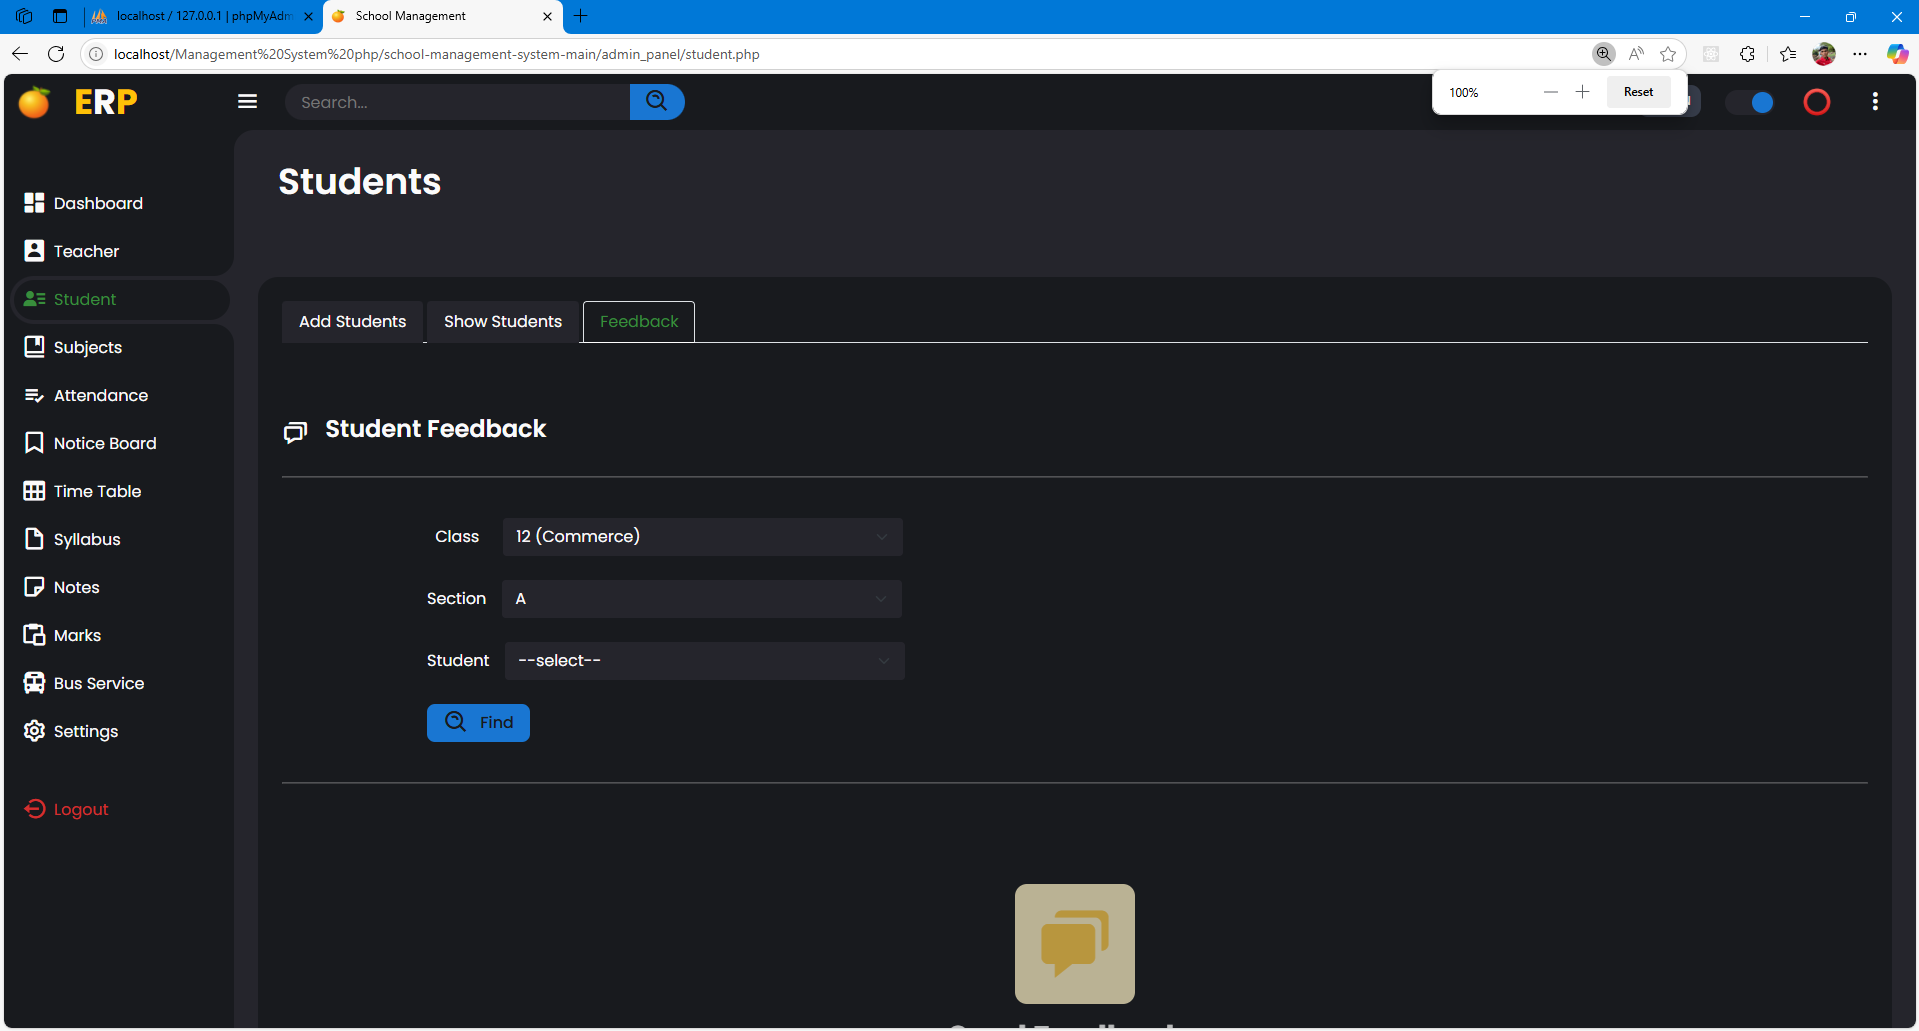 localhost / 127.0.0.1 | phpMyAdm
School Management
localhost/Management%20System%20php/school-management-system-main/admin_panel/student.php
100%
Reset
ERP
Search...
Students
Dashboard
Teacher
Student
Subjects
Attendance
Notice Board
Time Table
Syllabus
Notes
Marks
Bus Service
Settings
Logout
Add Students
Show Students
Feedback
Student Feedback
Class
12 (Commerce)
Section
A
Student
--select--
Find